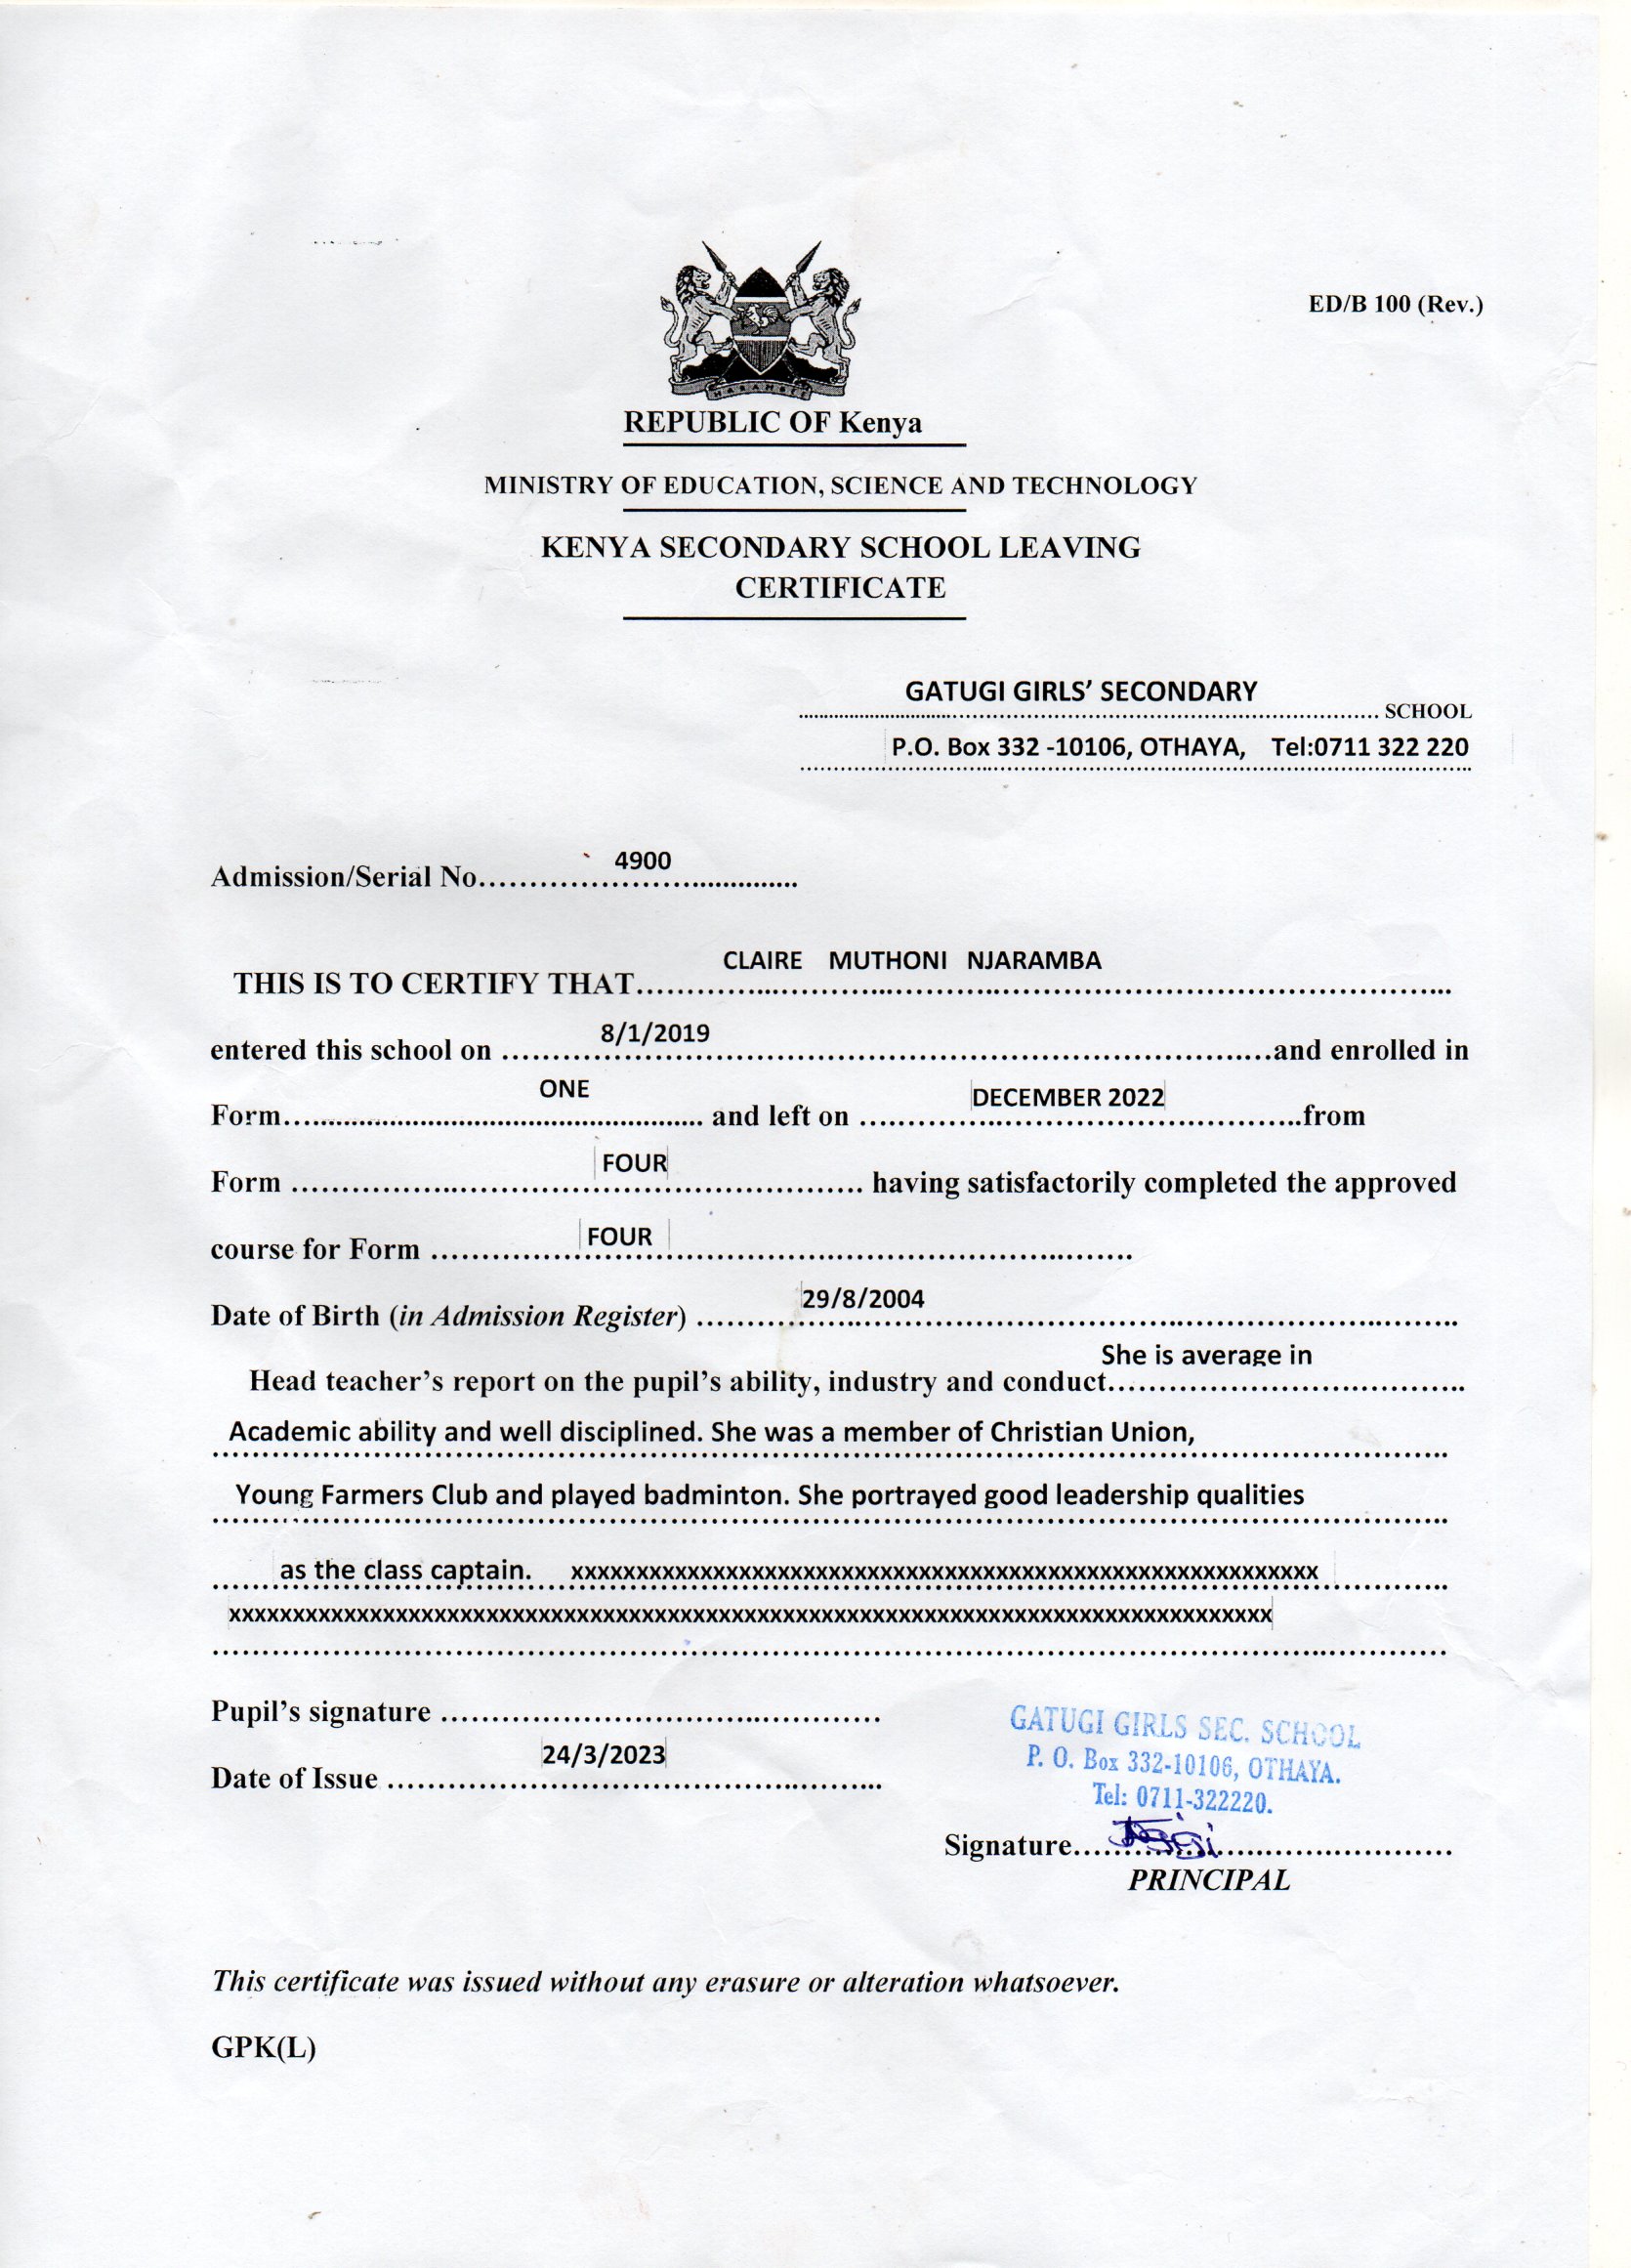 HARAMBEE
ED/B 100 (Rev.)
REPUBLIC OF Kenya
MINISTRY OF EDUCATION, SCIENCE AND TECHNOLOGY
KENYA SECONDARY SCHOOL LEAVING
CERTIFICATE
GATUGI GIRLS' SECONDARY
SCHOOL
P.O. Box 332 -10106, OTHAYA, Tel:0711 322 220
4900
Admission/Serial No.
CLAIRE MUTHONI NJARAMBA
THIS IS TO CERTIFY THAT
8/1/2019
entered this school on and enrolled in
ONE DECEMBER 2022
Form and left on from
FOUR
Form having satisfactorily completed the approved
FOUR
course for Form
29/8/2004
Date of Birth (in Admission Register)
She is average in
Head teacher's report on the pupil's ability, industry and conduct
Academic ability and well disciplined. She was a member of Christian Union,
Young Farmers Club and played badminton. She portrayed good leadership qualities
as the class captain. xxxxxxxxxxxxxxxxxxxxxxxxxxxxxxxxxxxxxxxxxxxxxxxxxxxxxxxxxx
xxxxxxxxxxxxxxxxxxxxxxxxxxxxxxxxxxxxxxxxxxxxxxxxxxxxxxxxxxxxxxxxxxxxxxxxxxxxxxxxx
Pupil's signature
24/3/2023
Date of Issue
GATUGI GIRLS SEC. SCHOOL
P. O. Box 332-10106, OTHAYA.
Tel: 0711-322220.
Signature
PRINCIPAL
This certificate was issued without any erasure or alteration whatsoever.
GPK(L)